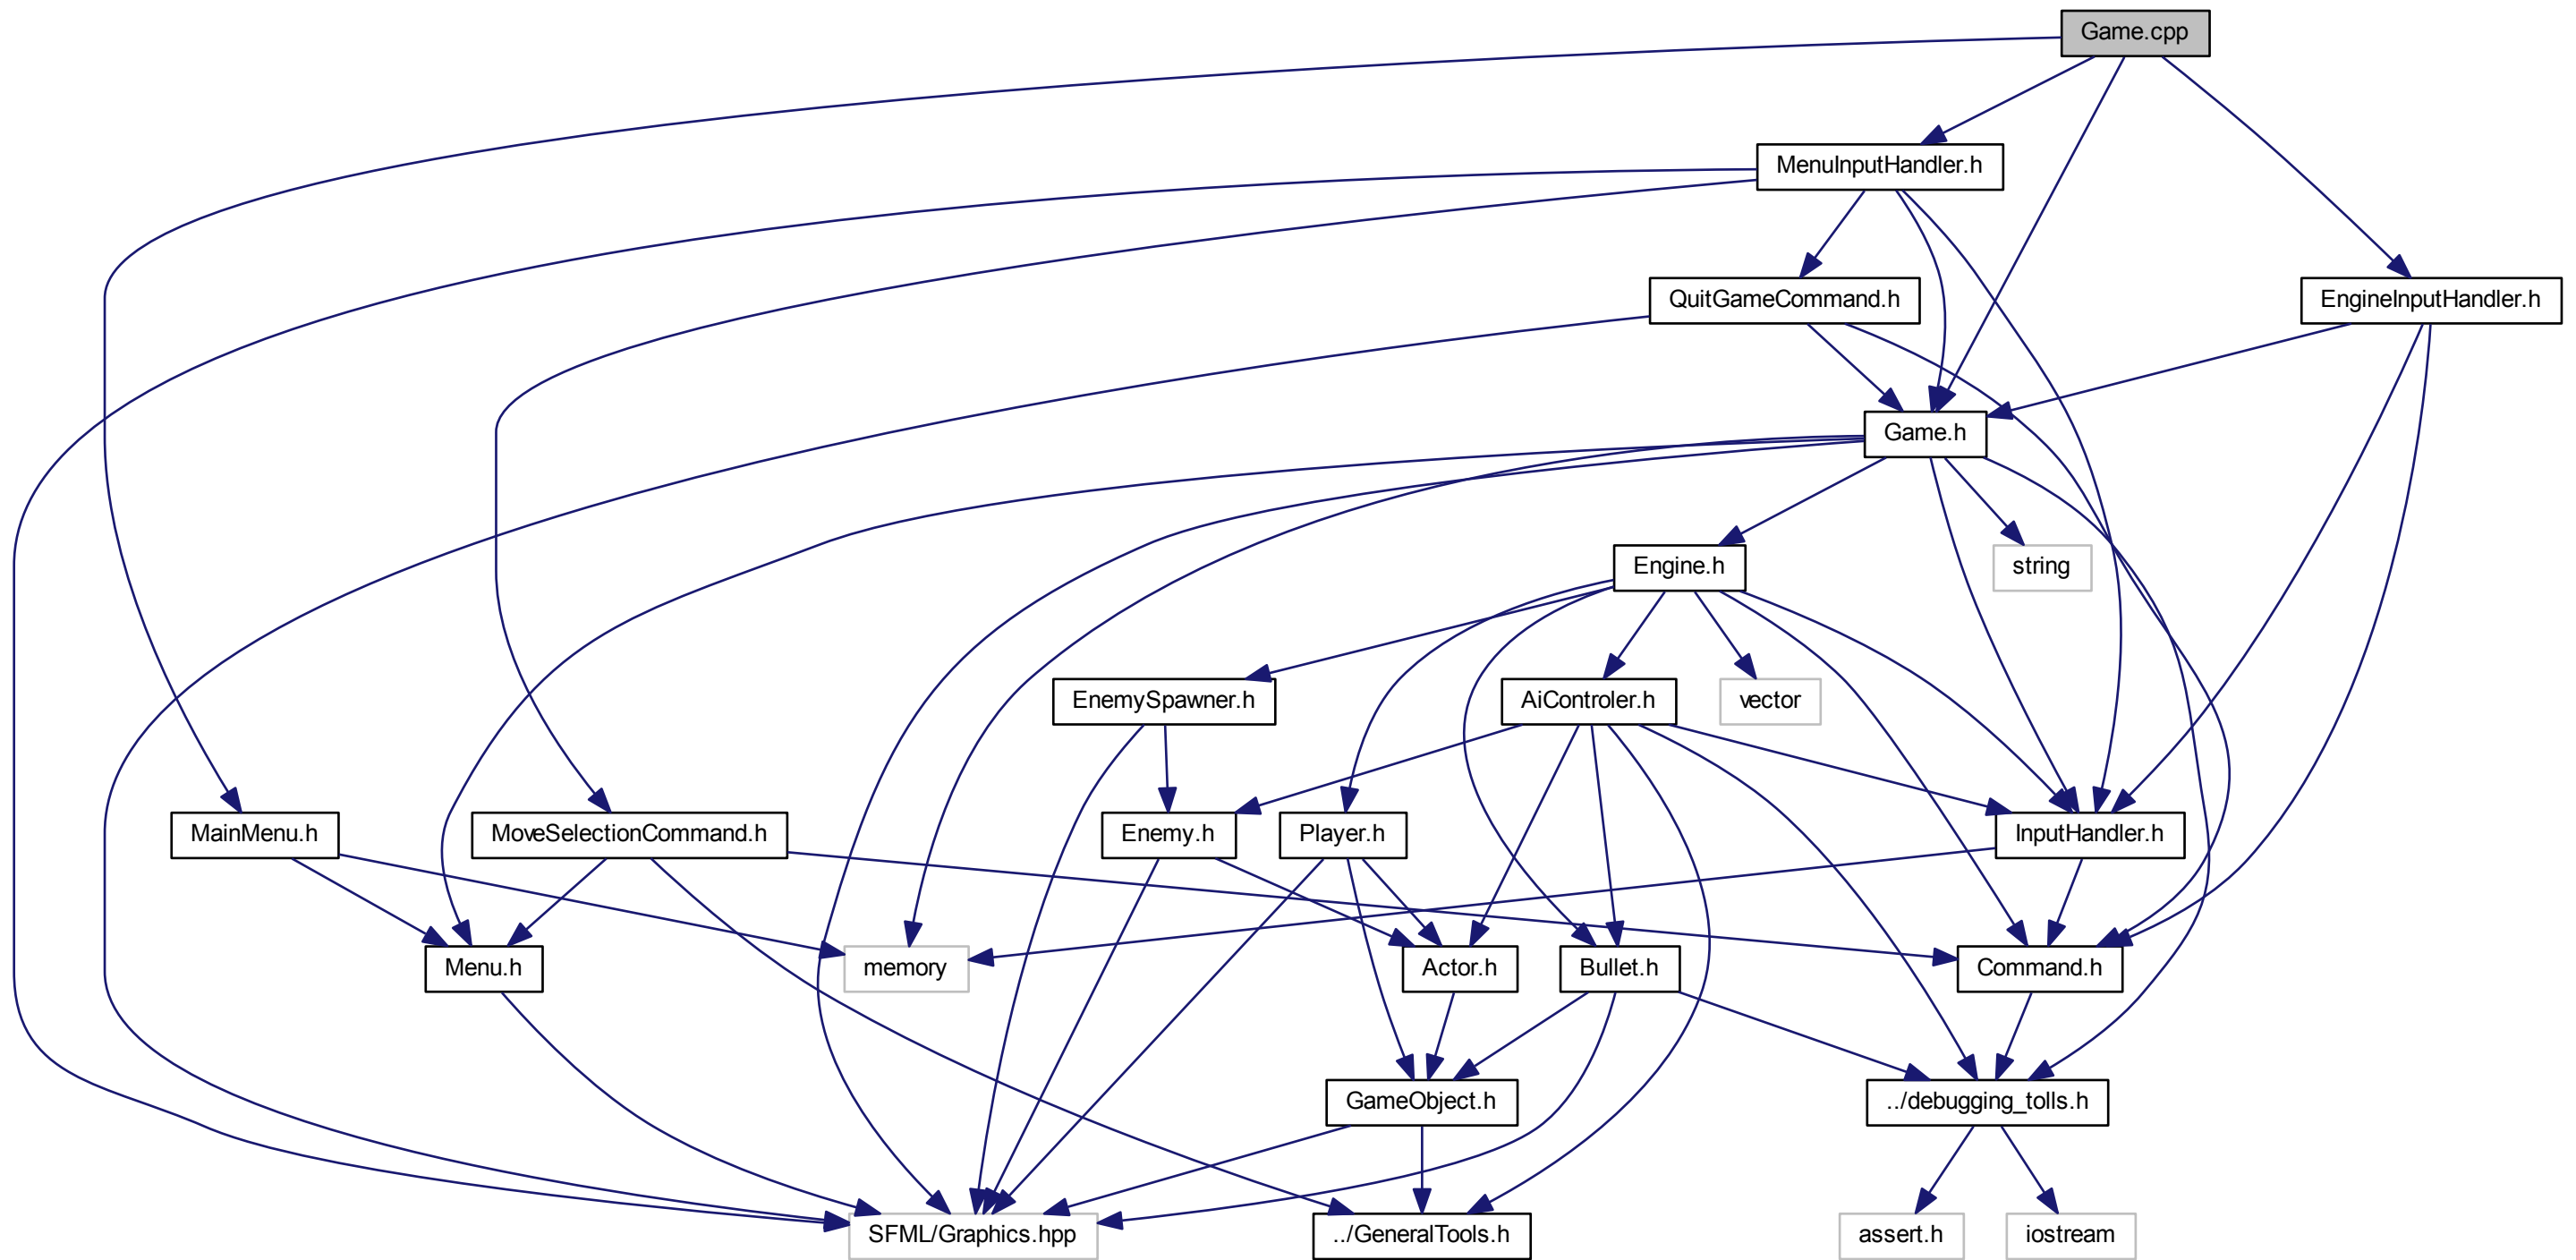 Game.cpp
MenuInputHandler.h
QuitGameCommand.h
EngineInputHandler.h
Game.h
Engine.h
string
EnemySpawner.h
AiControler.h
vector
MainMenu.h
MoveSelectionCommand.h
Enemy.h
Player.h
InputHandler.h
Menu.h
memory
Actor.h
Bullet.h
Command.h
GameObject.h
../debugging_tolls.h
SFML/Graphics.hpp
../GeneralTools.h
assert.h
iostream